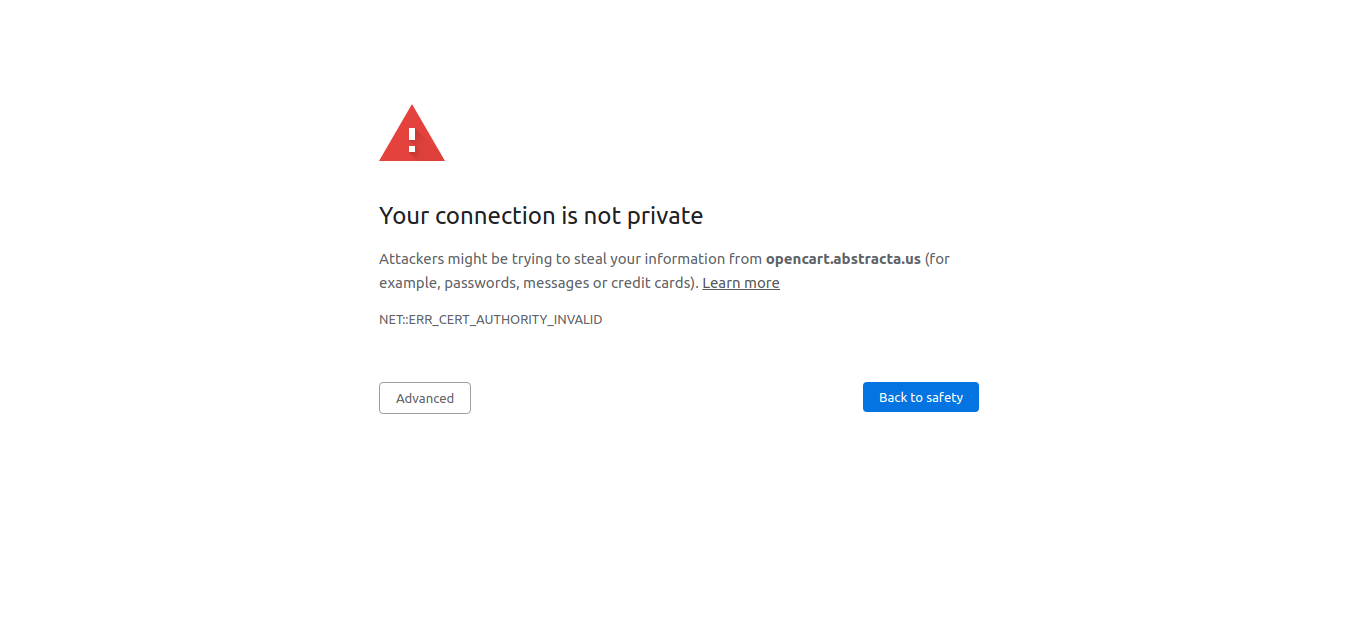 Your connection is not private
Attackers might be trying to steal your information from opencart.abstracta.us (for
example, passwords, messages or credit cards). Learn more
NET::ERR_CERT_AUTHORITY_INVALID
Advanced
Back to safety